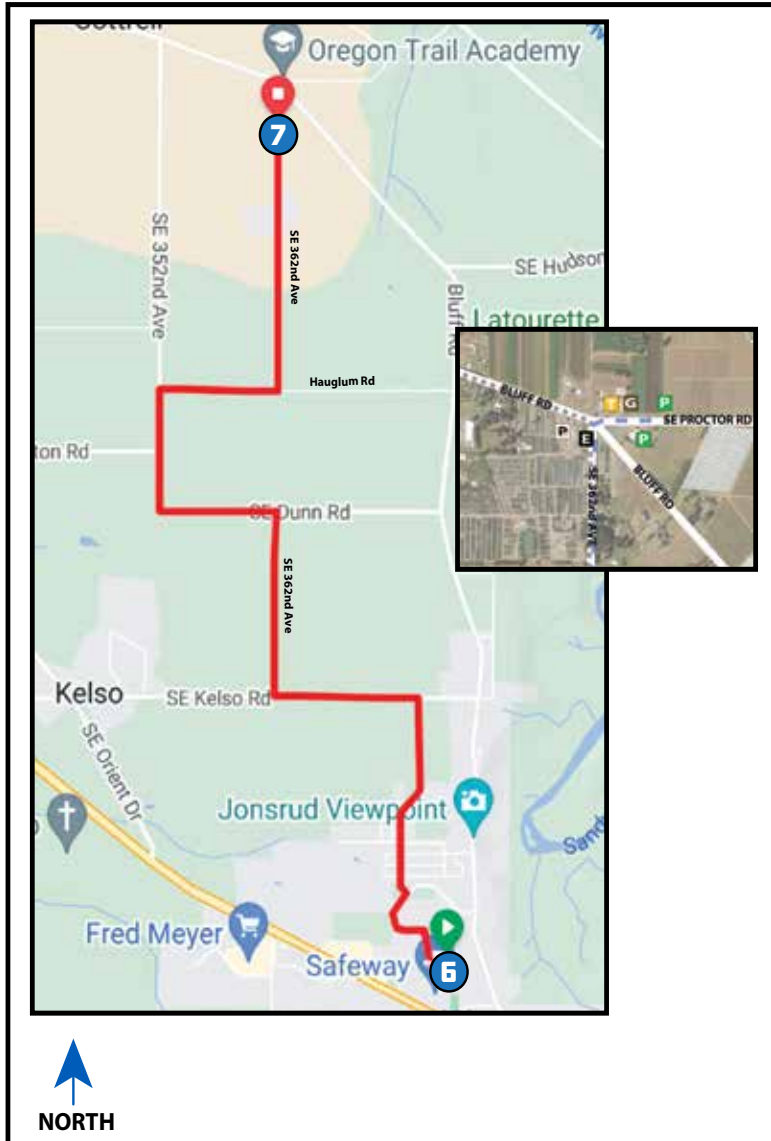 Cottrell
Oregon Trail Academy
7
SE 352nd Ave
SE 362nd Ave
SE Hudson
Bluff Rd
Latourette
Hauglum Rd
BLUFF RD
T G P
SE PROCTOR RD
P
E
P
SE 362ND AVE
BLUFF RD
ton Rd
SE Dunn Rd
SE 362nd Ave
Kelso
SE Kelso Rd
SE Orient Dr
Jonsrud Viewpoint
Sand
Fred Meyer
Safeway
6
NORTH